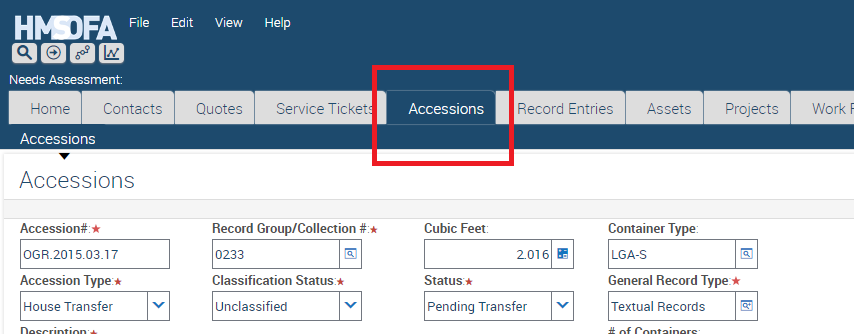 HMSOFA File Edit View Help
Needs Assessment:
Home Contacts Quotes Service Tickets Accessions Record Entries Assets Projects Work
Accessions
Accessions
Accession#:★ Record Group/Collection #:★ Cubic Feet: Container Type:
OGR.2015.03.17 0233 2.016 LGA-S
Accession Type:★ Classification Status:★ Status:★ General Record Type:★
House Transfer Unclassified Pending Transfer Textual Records
Description:★ # of Containers: